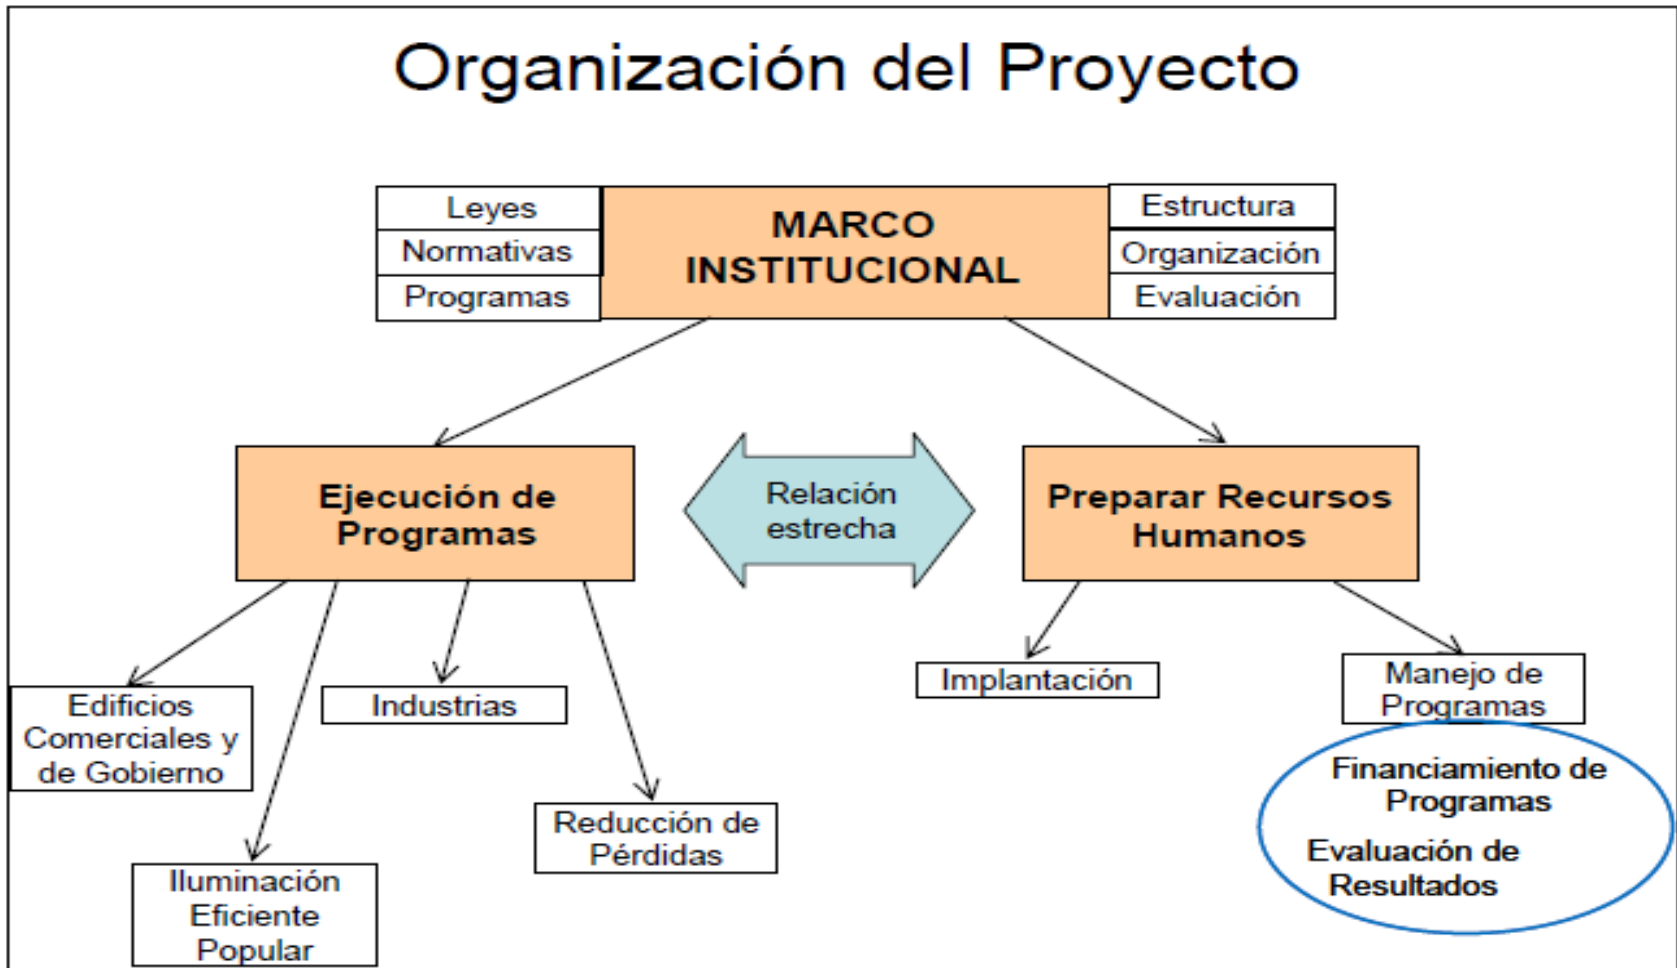 Organización del Proyecto
Leyes
Normativas
Programas
MARCO
INSTITUCIONAL
Estructura
Organización
Evaluación
Ejecución de
Programas
Relación
estrecha
Preparar Recursos
Humanos
Edificios
Comerciales y
de Gobierno
Iluminación
Eficiente
Popular
Industrias
Reducción de
Pérdidas
Implantación
Manejo de
Programas
Financiamiento de
Programas
Evaluación de
Resultados